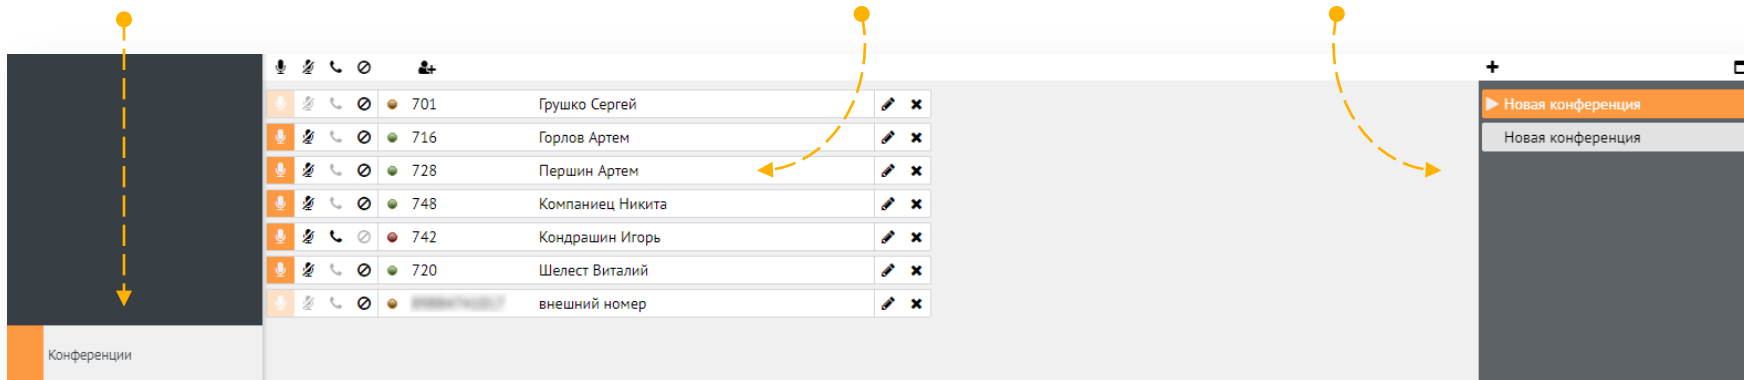 701 Грушко Сергей
716 Горлов Артем
728 Першин Артем
748 Компаниец Никита
742 Кондрашин Игорь
720 Шелест Виталий
внешний номер
Конференции
Новая конференция
Новая конференция